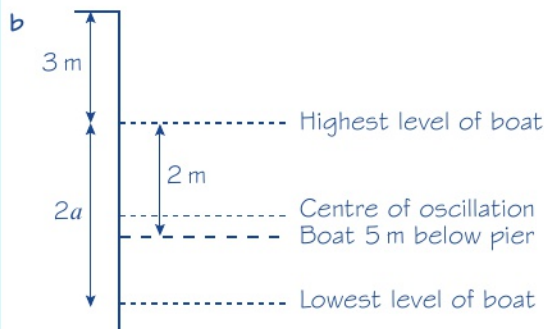 b
3 m
Highest level of boat
2 m
2a
Centre of oscillation
Boat 5 m below pier
Lowest level of boat